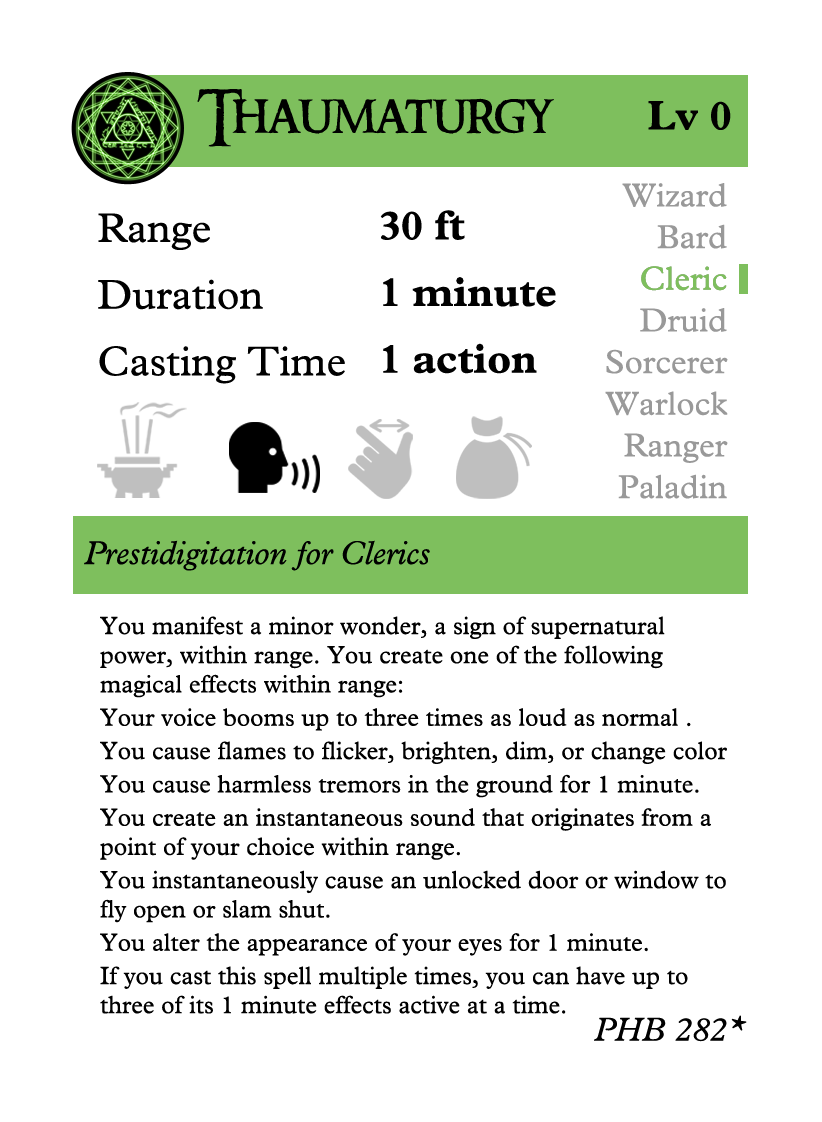 THAUMATURGY
Lv 0
Range 30 ft
Duration 1 minute
Casting Time 1 action
Wizard
Bard
Cleric
Druid
Sorcerer
Warlock
Ranger
Paladin
Prestidigitation for Clerics
You manifest a minor wonder, a sign of supernatural
power, within range. You create one of the following
magical effects within range:
Your voice booms up to three times as loud as normal .
You cause flames to flicker, brighten, dim, or change color
You cause harmless tremors in the ground for 1 minute.
You create an instantaneous sound that originates from a
point of your choice within range.
You instantaneously cause an unlocked door or window to
fly open or slam shut.
You alter the appearance of your eyes for 1 minute.
If you cast this spell multiple times, you can have up to
three of its 1 minute effects active at a time.
PHB 282*